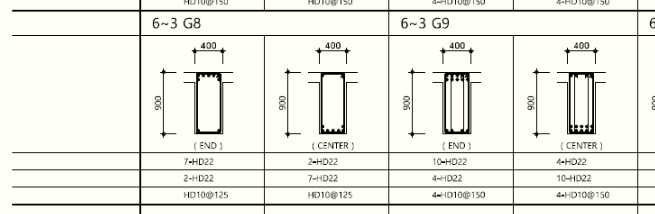 HD10@150 HD10@150 4-HD10@150 4-HD10@150
6~3 G8 6~3 G9
400 400 400 400
900 900 900 900
( END ) ( CENTER ) ( END ) ( CENTER )
7-HD22 2-HD22 10-HD22 4-HD22
2-HD22 7-HD22 4-HD22 10-HD22
HD10@125 HD10@125 4-HD10@150 4-HD10@150